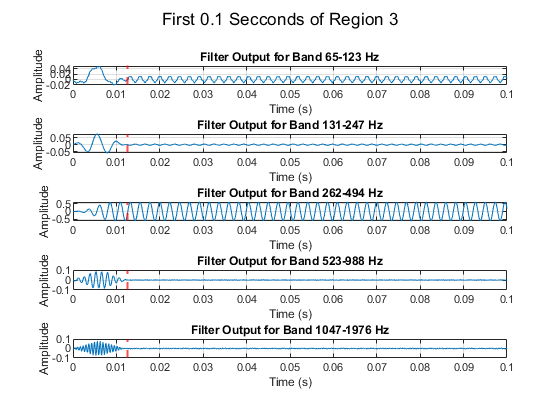 First 0.1 Secconds of Region 3
Filter Output for Band 65-123 Hz
Amplitude
0.04
0.02
0
-0.02
0 0.01 0.02 0.03 0.04 0.05 0.06 0.07 0.08 0.09 0.1
Time (s)
Filter Output for Band 131-247 Hz
Amplitude
0.05
0
-0.05
0 0.01 0.02 0.03 0.04 0.05 0.06 0.07 0.08 0.09 0.1
Time (s)
Filter Output for Band 262-494 Hz
Amplitude
0.5
0
-0.5
0 0.01 0.02 0.03 0.04 0.05 0.06 0.07 0.08 0.09 0.1
Time (s)
Filter Output for Band 523-988 Hz
Amplitude
0.1
0
-0.1
0 0.01 0.02 0.03 0.04 0.05 0.06 0.07 0.08 0.09 0.1
Time (s)
Filter Output for Band 1047-1976 Hz
Amplitude
0.1
0
-0.1
0 0.01 0.02 0.03 0.04 0.05 0.06 0.07 0.08 0.09 0.1
Time (s)